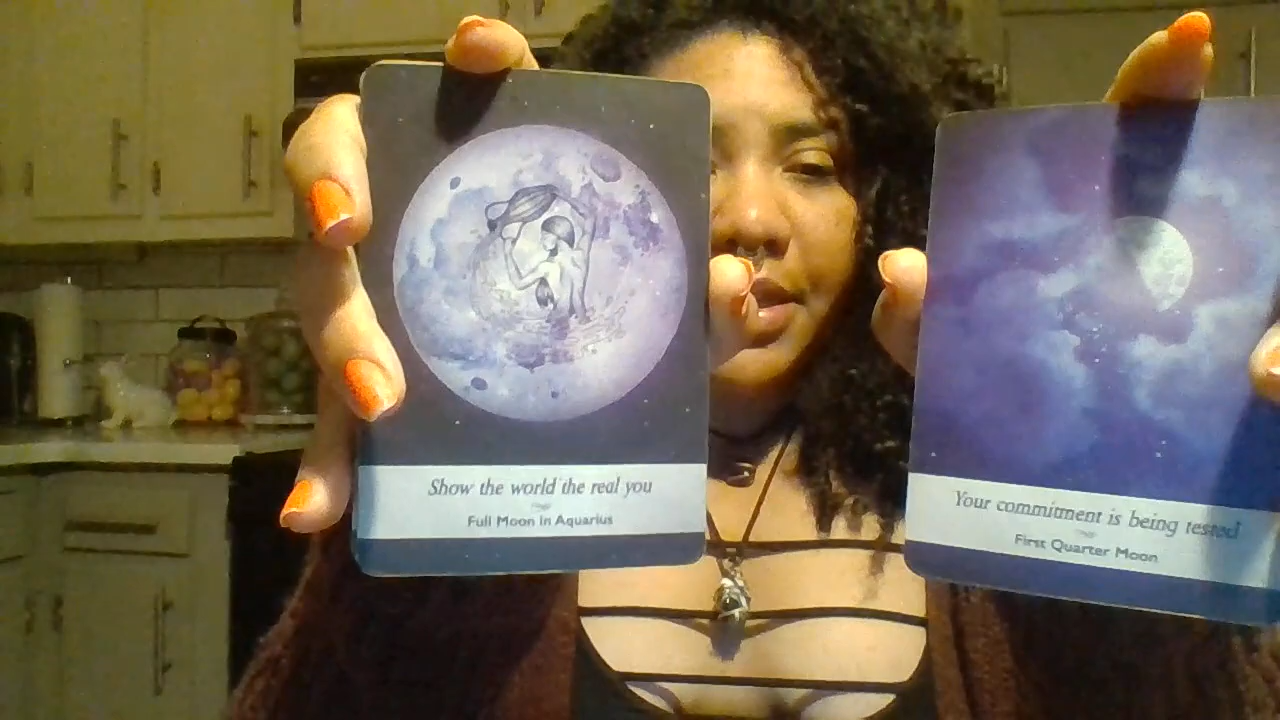 Show the world the real you
Full Moon in Aquarius
Your commitment is being tested
First Quarter Moon